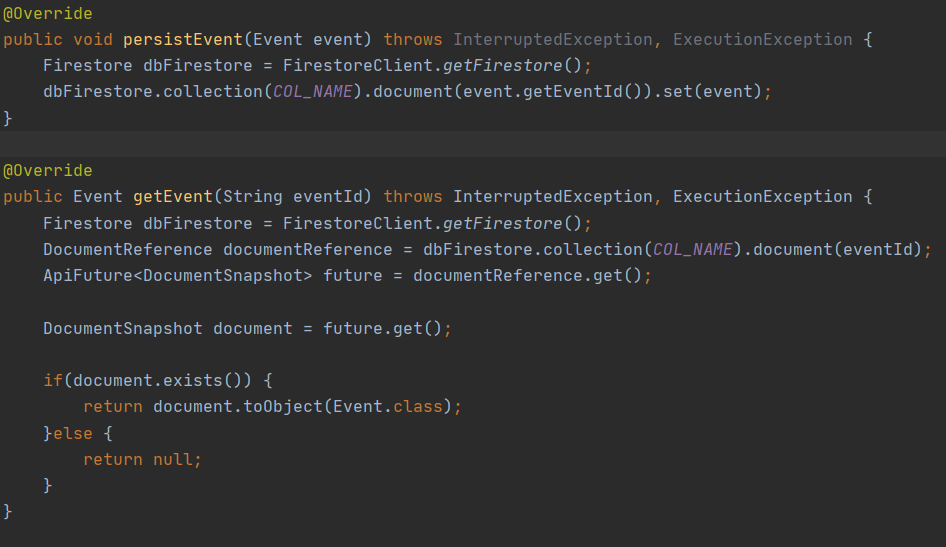 @Override
public void persistEvent(Event event) throws InterruptedException, ExecutionException {
    Firestore dbFirestore = FirestoreClient.getFirestore();
    dbFirestore.collection(COL_NAME).document(event.getEventId()).set(event);
}

@Override
public Event getEvent(String eventId) throws InterruptedException, ExecutionException {
    Firestore dbFirestore = FirestoreClient.getFirestore();
    DocumentReference documentReference = dbFirestore.collection(COL_NAME).document(eventId);
    ApiFuture<DocumentSnapshot> future = documentReference.get();

    DocumentSnapshot document = future.get();

    if(document.exists()) {
        return document.toObject(Event.class);
    }else {
        return null;
    }
}